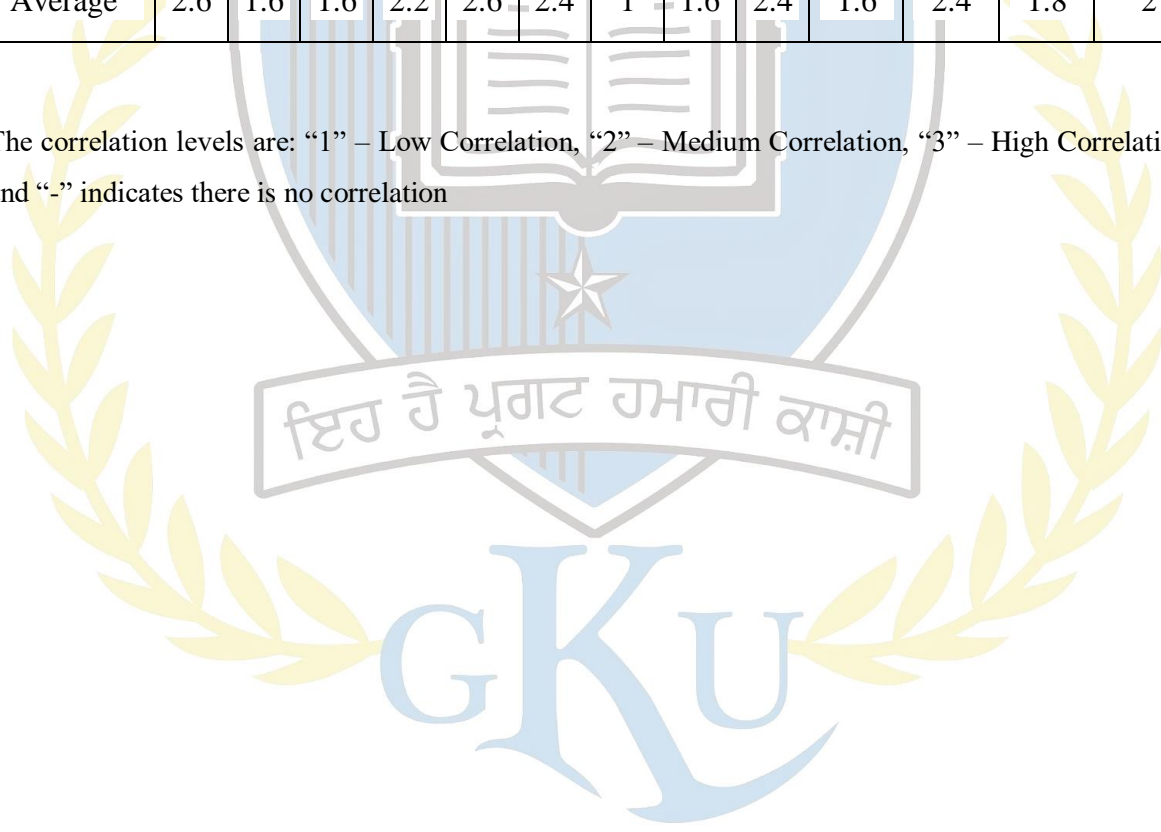 Average 2.6 1.6 1.6 2.2 2.6 2.4 1 1.6 2.4 1.6 2.4 1.8 2
The correlation levels are: “1” – Low Correlation, “2” – Medium Correlation, “3” – High Correlati
nd “-” indicates there is no correlation
ਇਹ ਹੈ ਪ੍ਰਗਟ ਹਮਾਰੀ ਕਾਸ਼ੀ
GKU